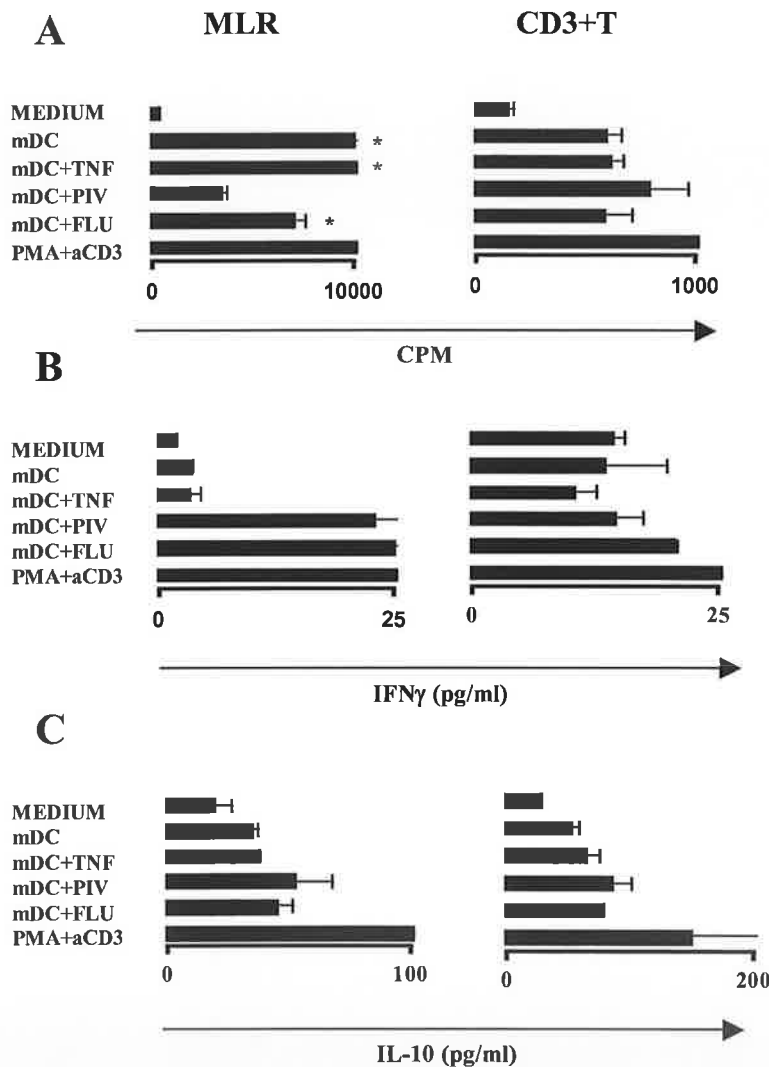 A
MLR
CD3+T
MEDIUM
mDC
*
mDC+TNF
*
mDC+PIV
mDC+FLU
*
PMA+aCD3
0
10000
0
1000
CPM
B
MEDIUM
mDC
mDC+TNF
mDC+PIV
mDC+FLU
PMA+aCD3
0
25
0
25
IFNγ (pg/ml)
C
MEDIUM
mDC
mDC+TNF
mDC+PIV
mDC+FLU
PMA+aCD3
0
100
0
200
IL-10 (pg/ml)